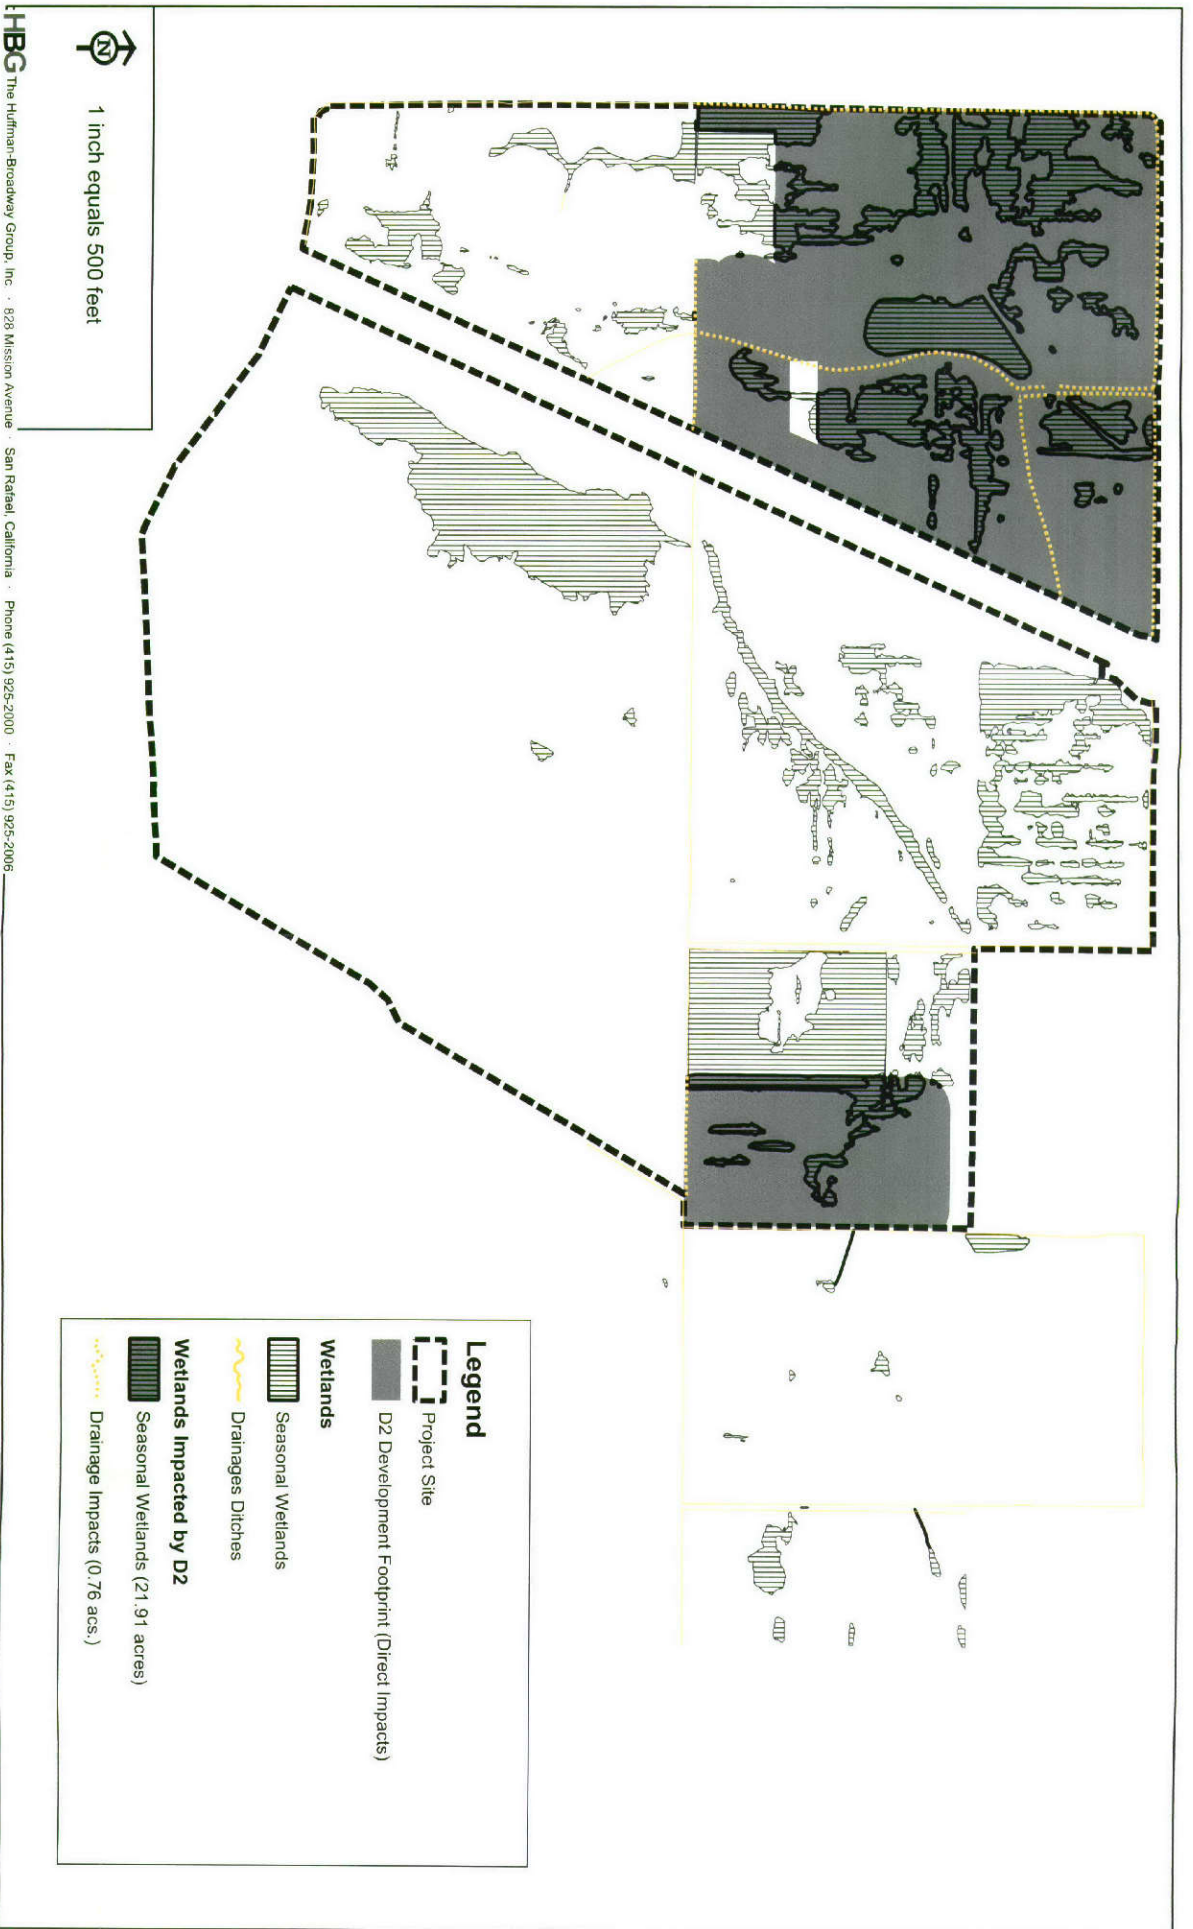 N
1 inch equals 500 feet
Legend
Project Site
D2 Development Footprint (Direct Impacts)
Wetlands
Seasonal Wetlands
Drainages Ditches
Wetlands Impacted by D2
Seasonal Wetlands (21.91 acres)
Drainage Impacts (0.76 acs.)
HBG The Huffman-Broadway Group, Inc · 828 Mission Avenue · San Rafael, California · Phone (415) 925-2000 · Fax (415) 925-2006